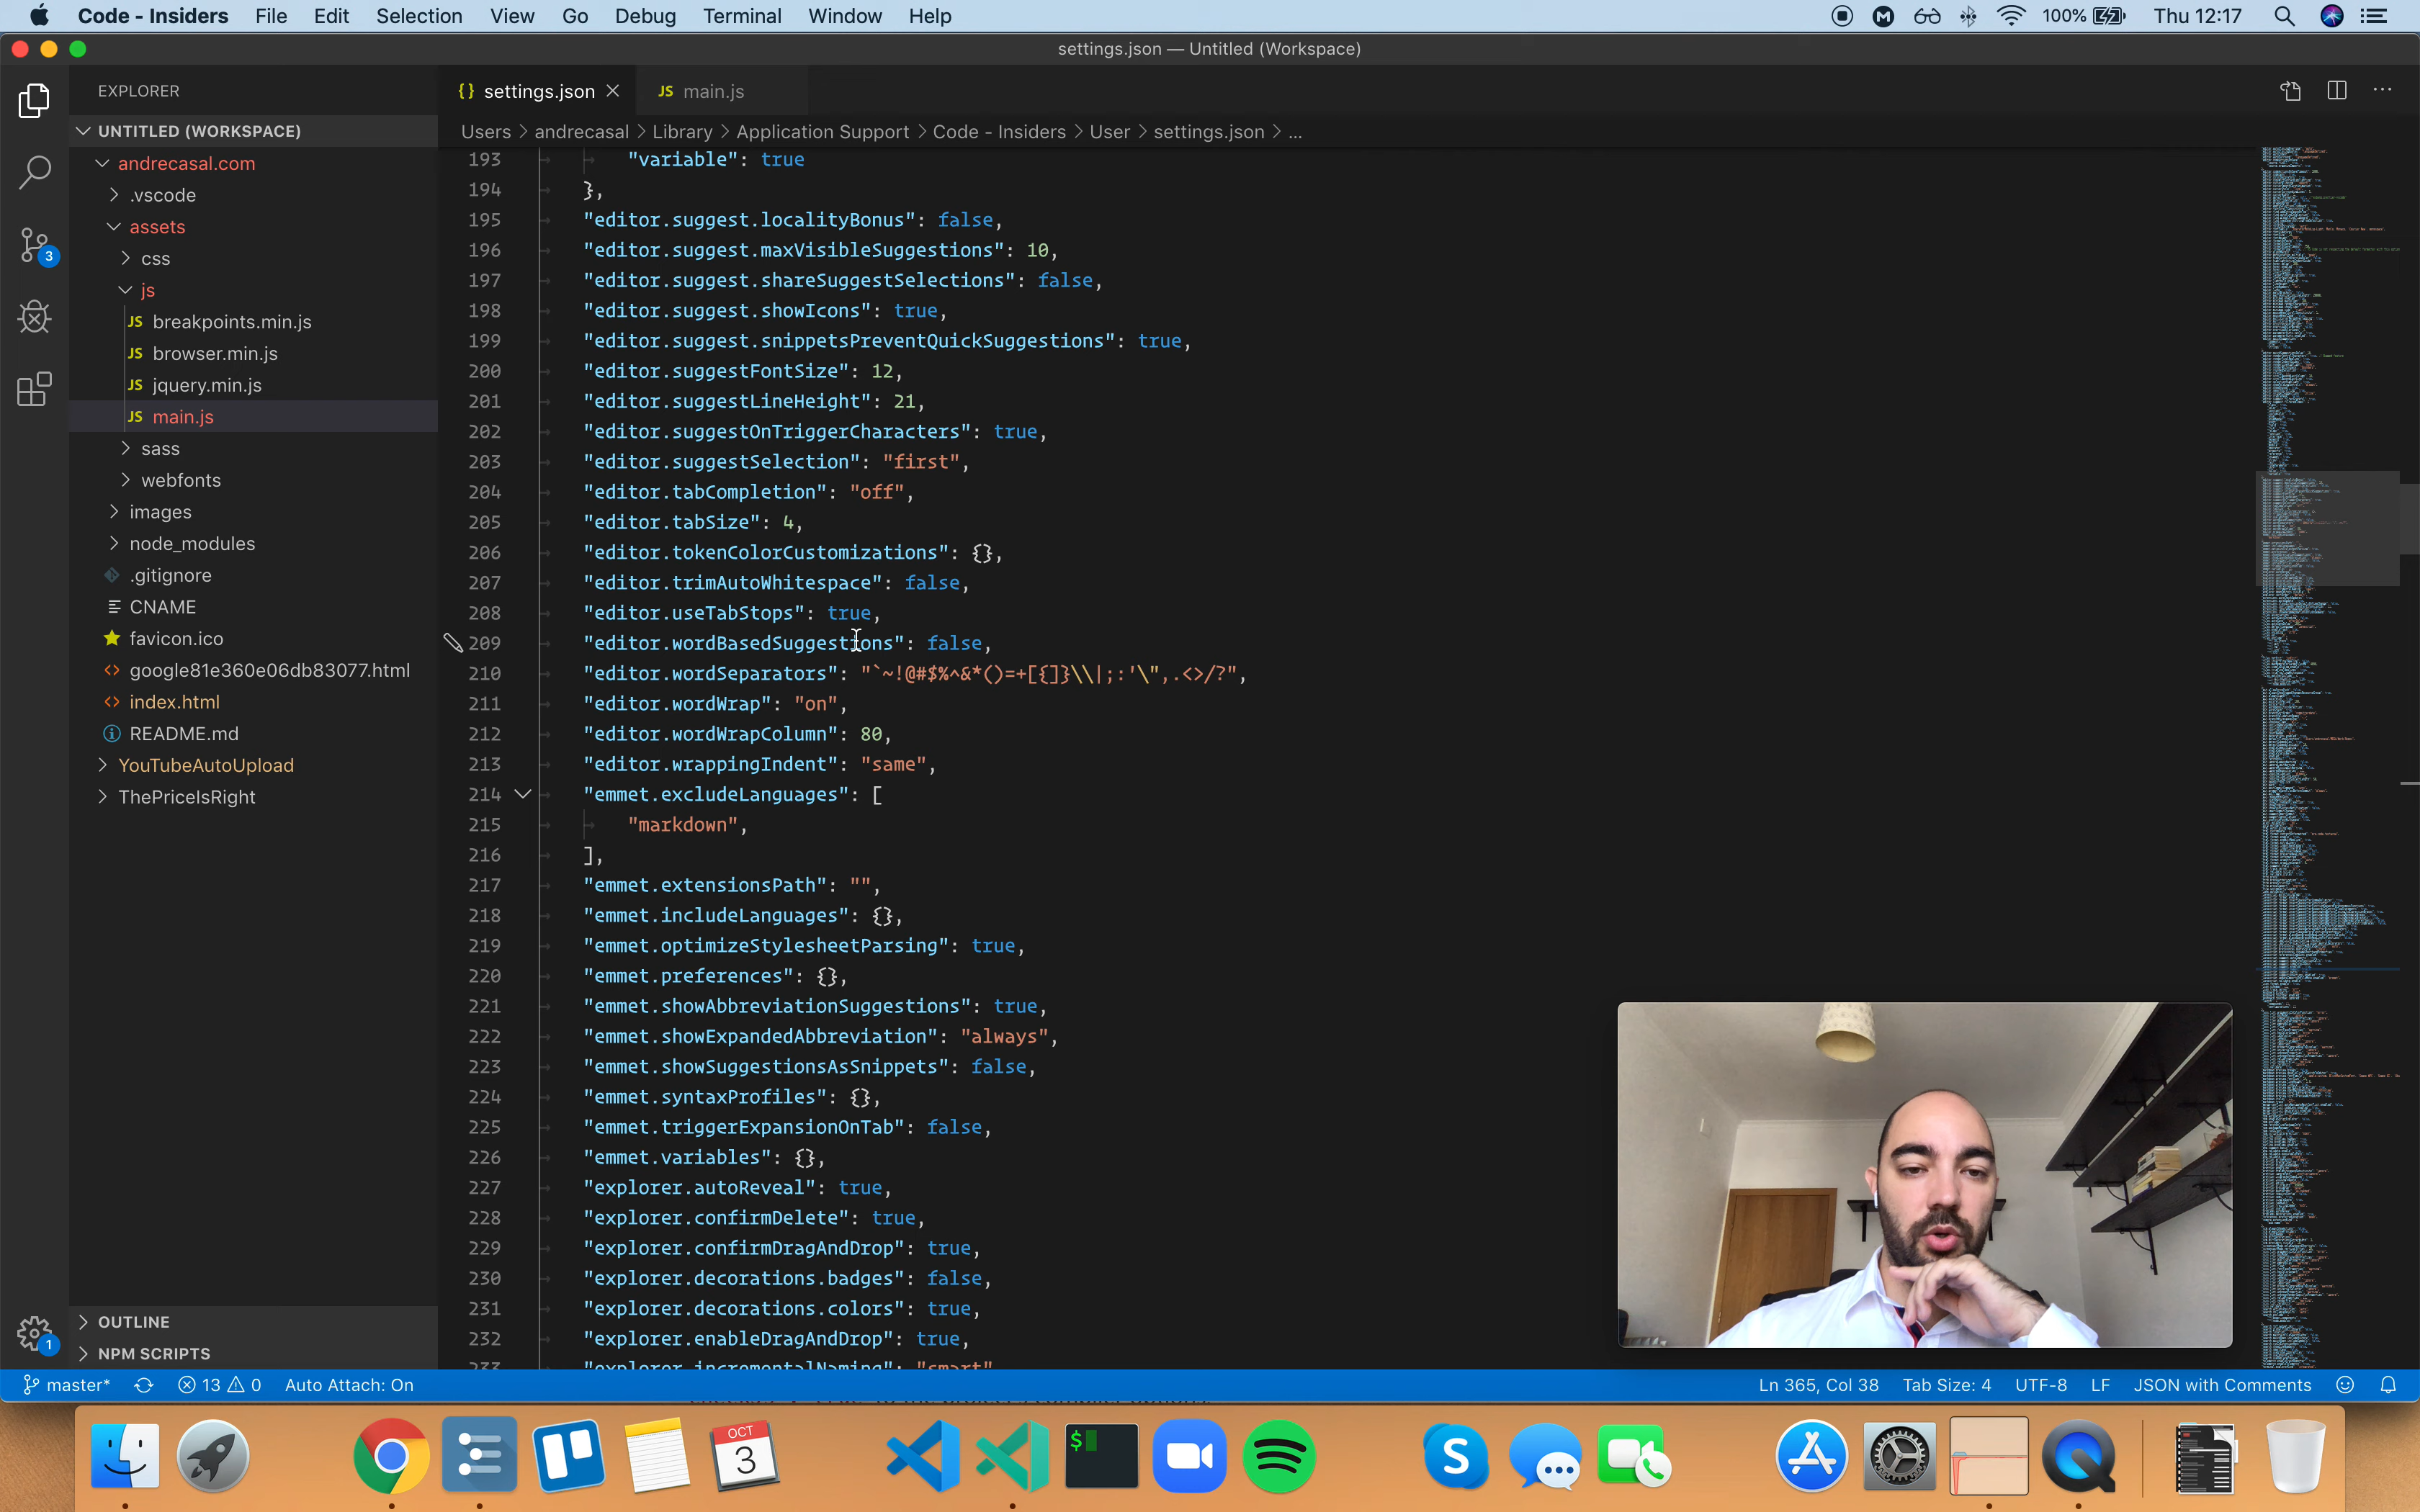 Code - Insiders File Edit Selection View Go Debug Terminal Window Help 100% Thu 12:17
settings.json — Untitled (Workspace)
EXPLORER
UNTITLED (WORKSPACE)
andrecasal.com
.vscode
assets
css
js
JS breakpoints.min.js
JS browser.min.js
JS jquery.min.js
JS main.js
sass
webfonts
images
node_modules
.gitignore
CNAME
favicon.ico
google81e360e06db83077.html
index.html
README.md
YouTubeAutoUpload
ThePriceIsRight
OUTLINE
NPM SCRIPTS
3
1
{} settings.json JS main.js
Users > andrecasal > Library > Application Support > Code - Insiders > User > settings.json > ...
193 "variable": true
194 },
195 "editor.suggest.localityBonus": false,
196 "editor.suggest.maxVisibleSuggestions": 10,
197 "editor.suggest.shareSuggestSelections": false,
198 "editor.suggest.showIcons": true,
199 "editor.suggest.snippetsPreventQuickSuggestions": true,
200 "editor.suggestFontSize": 12,
201 "editor.suggestLineHeight": 21,
202 "editor.suggestOnTriggerCharacters": true,
203 "editor.suggestSelection": "first",
204 "editor.tabCompletion": "off",
205 "editor.tabSize": 4,
206 "editor.tokenColorCustomizations": {},
207 "editor.trimAutoWhitespace": false,
208 "editor.useTabStops": true,
209 "editor.wordBasedSuggestions": false,
210 "editor.wordSeparators": "`~!@#$%^&*()=+[{]}\\|;:'\",.<>/?",
211 "editor.wordWrap": "on",
212 "editor.wordWrapColumn": 80,
213 "editor.wrappingIndent": "same",
214 "emmet.excludeLanguages": [
215 "markdown",
216 ],
217 "emmet.extensionsPath": "",
218 "emmet.includeLanguages": {},
219 "emmet.optimizeStylesheetParsing": true,
220 "emmet.preferences": {},
221 "emmet.showAbbreviationSuggestions": true,
222 "emmet.showExpandedAbbreviation": "always",
223 "emmet.showSuggestionsAsSnippets": false,
224 "emmet.syntaxProfiles": {},
225 "emmet.triggerExpansionOnTab": false,
226 "emmet.variables": {},
227 "explorer.autoReveal": true,
228 "explorer.confirmDelete": true,
229 "explorer.confirmDragAndDrop": true,
230 "explorer.decorations.badges": false,
231 "explorer.decorations.colors": true,
232 "explorer.enableDragAndDrop": true,
233 "explorer.incrementalNaming": "smart"
master* 13 0 Auto Attach: On Ln 365, Col 38 Tab Size: 4 UTF-8 LF JSON with Comments
OCT
3
$
S